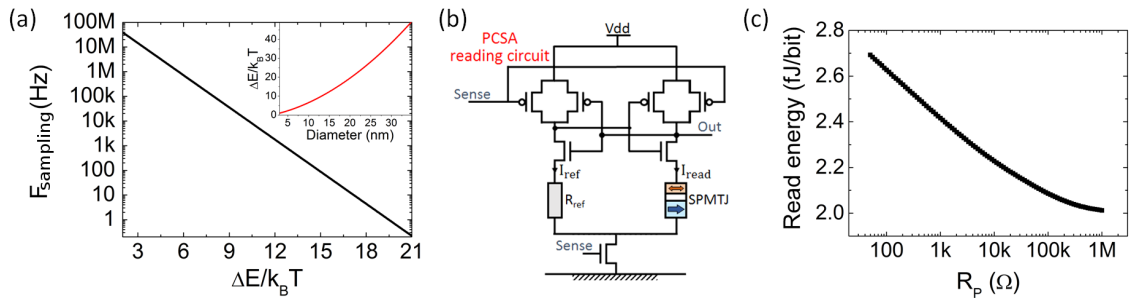 (a)
100M
10M
1M
100k
10k
1k
100
10
1
F_sampling (Hz)
3 6 9 12 15 18 21
ΔE/k_BT
40
30
20
10
0
ΔE/k_BT
5 10 15 20 25 30
Diameter (nm)
(b)
Vdd
PCSA
reading circuit
Sense
Out
I_ref
I_read
R_ref
SPMTJ
Sense
(c)
2.8
2.6
2.4
2.2
2.0
Read energy (fJ/bit)
100 1k 10k 100k 1M
R_P (Ω)